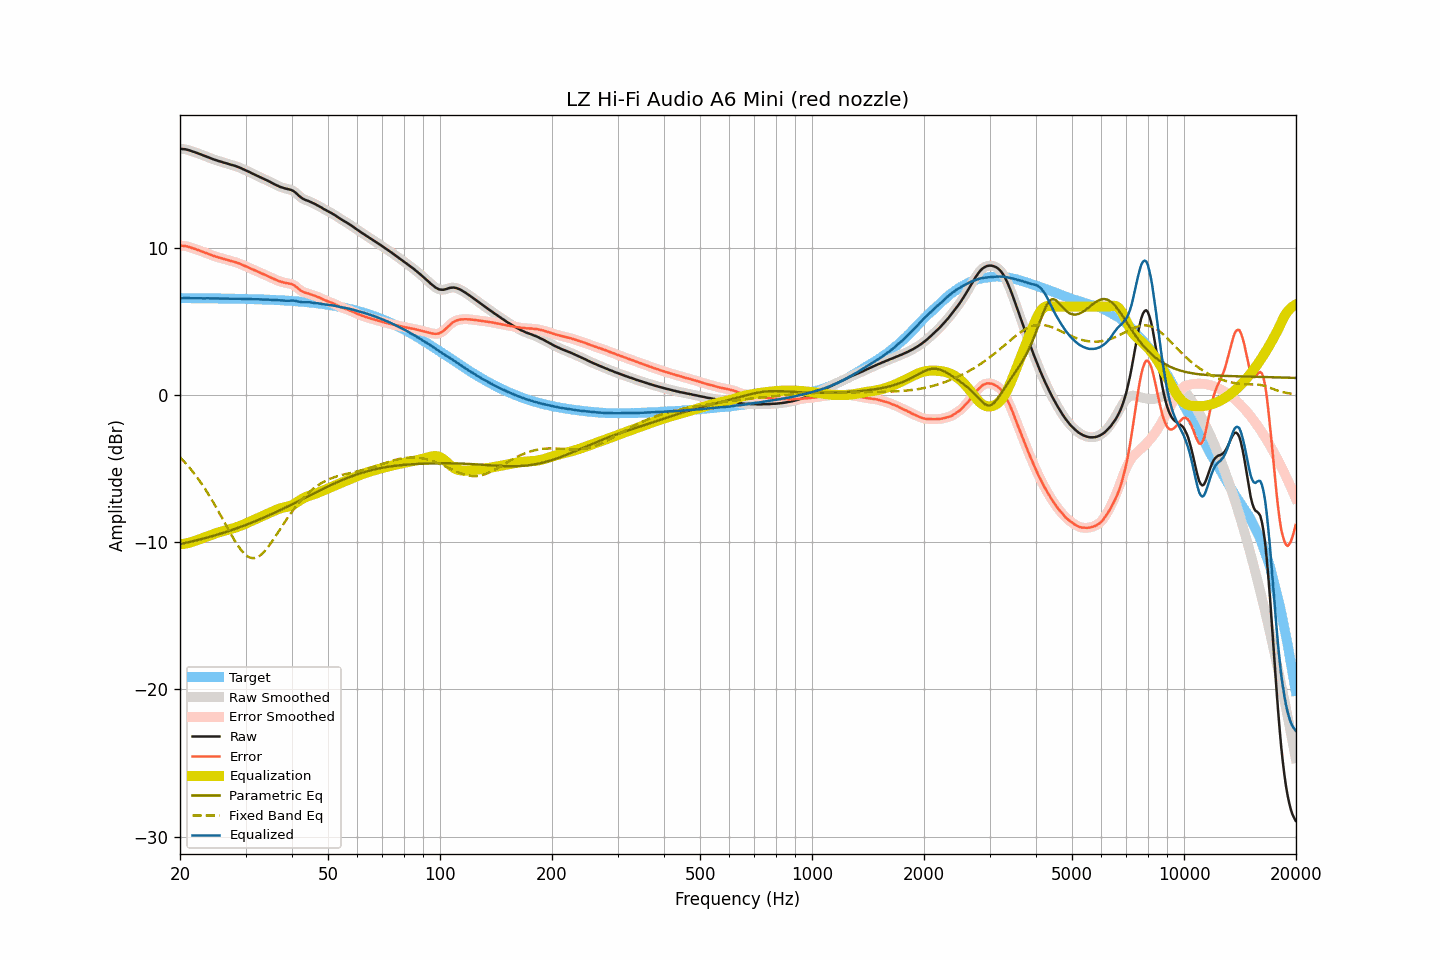 LZ Hi-Fi Audio A6 Mini (red nozzle)
Amplitude (dBr)
10
0
−10
−20
−30
Target
Raw Smoothed
Error Smoothed
Raw
Error
Equalization
Parametric Eq
Fixed Band Eq
Equalized
20 50 100 200 500 1000 2000 5000 10000 20000
Frequency (Hz)